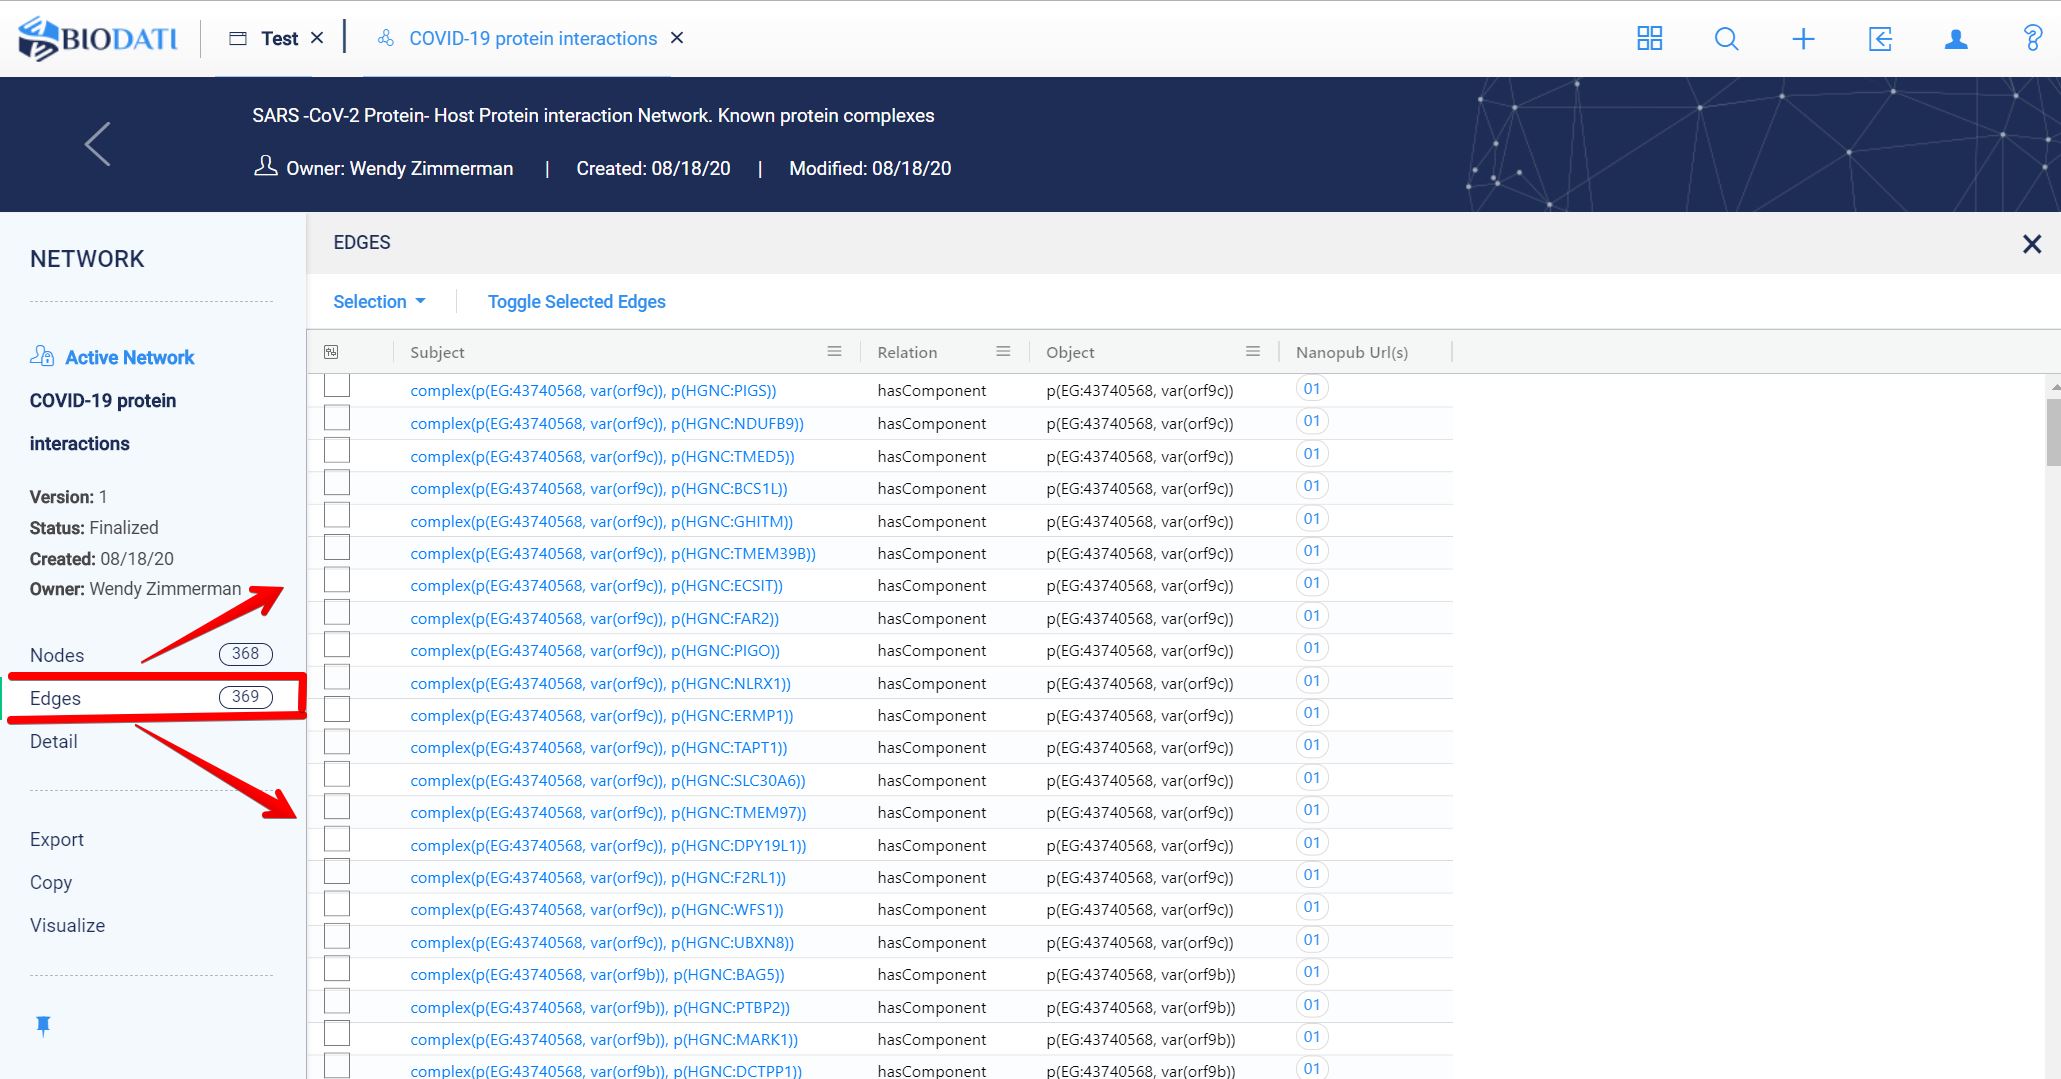 BIODATI
Test
COVID-19 protein interactions
SARS -CoV-2 Protein- Host Protein interaction Network. Known protein complexes
Owner: Wendy Zimmerman | Created: 08/18/20 | Modified: 08/18/20
NETWORK
Active Network
COVID-19 protein
interactions
Version: 1
Status: Finalized
Created: 08/18/20
Owner: Wendy Zimmerman
Nodes 368
Edges 369
Detail
Export
Copy
Visualize
EDGES
Selection Toggle Selected Edges
Subject Relation Object Nanopub Url(s)
complex(p(EG:43740568, var(orf9c)), p(HGNC:PIGS)) hasComponent p(EG:43740568, var(orf9c)) 01
complex(p(EG:43740568, var(orf9c)), p(HGNC:NDUFB9)) hasComponent p(EG:43740568, var(orf9c)) 01
complex(p(EG:43740568, var(orf9c)), p(HGNC:TMED5)) hasComponent p(EG:43740568, var(orf9c)) 01
complex(p(EG:43740568, var(orf9c)), p(HGNC:BCS1L)) hasComponent p(EG:43740568, var(orf9c)) 01
complex(p(EG:43740568, var(orf9c)), p(HGNC:GHITM)) hasComponent p(EG:43740568, var(orf9c)) 01
complex(p(EG:43740568, var(orf9c)), p(HGNC:TMEM39B)) hasComponent p(EG:43740568, var(orf9c)) 01
complex(p(EG:43740568, var(orf9c)), p(HGNC:ECSIT)) hasComponent p(EG:43740568, var(orf9c)) 01
complex(p(EG:43740568, var(orf9c)), p(HGNC:FAR2)) hasComponent p(EG:43740568, var(orf9c)) 01
complex(p(EG:43740568, var(orf9c)), p(HGNC:PIGO)) hasComponent p(EG:43740568, var(orf9c)) 01
complex(p(EG:43740568, var(orf9c)), p(HGNC:NLRX1)) hasComponent p(EG:43740568, var(orf9c)) 01
complex(p(EG:43740568, var(orf9c)), p(HGNC:ERMP1)) hasComponent p(EG:43740568, var(orf9c)) 01
complex(p(EG:43740568, var(orf9c)), p(HGNC:TAPT1)) hasComponent p(EG:43740568, var(orf9c)) 01
complex(p(EG:43740568, var(orf9c)), p(HGNC:SLC30A6)) hasComponent p(EG:43740568, var(orf9c)) 01
complex(p(EG:43740568, var(orf9c)), p(HGNC:TMEM97)) hasComponent p(EG:43740568, var(orf9c)) 01
complex(p(EG:43740568, var(orf9c)), p(HGNC:DPY19L1)) hasComponent p(EG:43740568, var(orf9c)) 01
complex(p(EG:43740568, var(orf9c)), p(HGNC:F2RL1)) hasComponent p(EG:43740568, var(orf9c)) 01
complex(p(EG:43740568, var(orf9c)), p(HGNC:WFS1)) hasComponent p(EG:43740568, var(orf9c)) 01
complex(p(EG:43740568, var(orf9c)), p(HGNC:UBXN8)) hasComponent p(EG:43740568, var(orf9c)) 01
complex(p(EG:43740568, var(orf9b)), p(HGNC:BAG5)) hasComponent p(EG:43740568, var(orf9b)) 01
complex(p(EG:43740568, var(orf9b)), p(HGNC:PTBP2)) hasComponent p(EG:43740568, var(orf9b)) 01
complex(p(EG:43740568, var(orf9b)), p(HGNC:MARK1)) hasComponent p(EG:43740568, var(orf9b)) 01
complex(p(EG:43740568, var(orf9b)), p(HGNC:DCTPP1)) hasComponent p(EG:43740568, var(orf9b)) 01